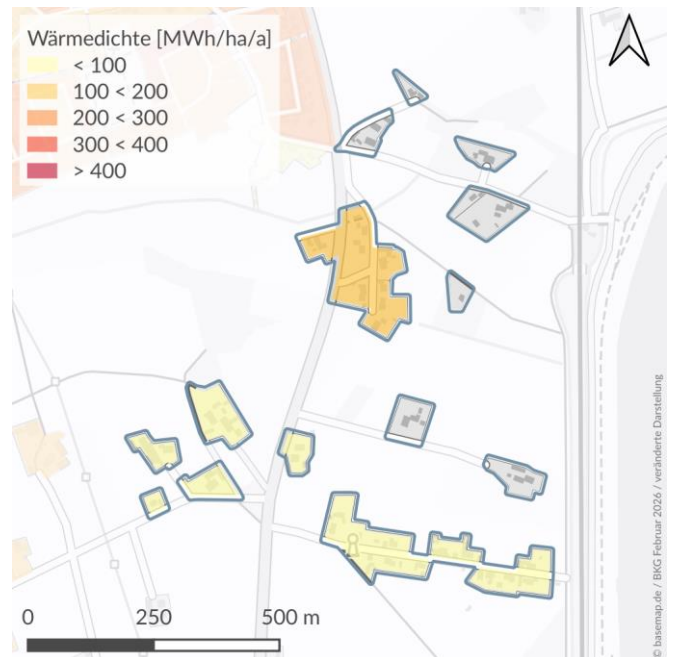 Wärmedichte [MWh/ha/a]
< 100
100 < 200
200 < 300
300 < 400
> 400
0 250 500 m
© basemap.de / BKG Februar 2026 / veränderte Darstellung